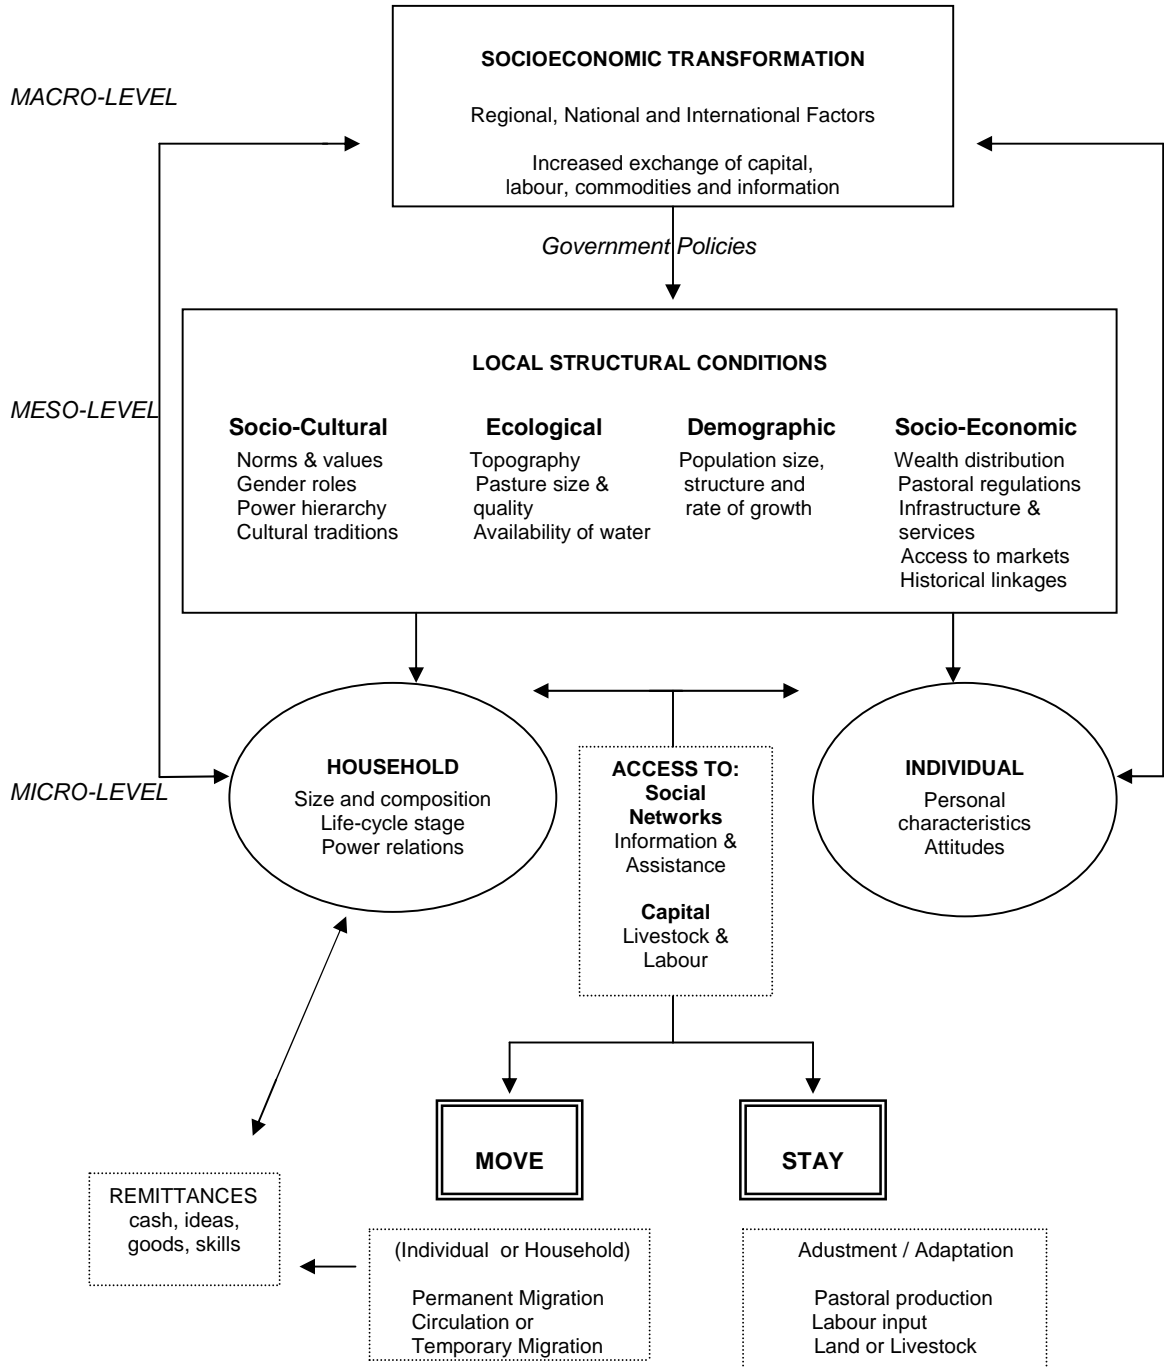 SOCIOECONOMIC TRANSFORMATION
MACRO-LEVEL
Regional, National and International Factors
Increased exchange of capital,
labour, commodities and information
Government Policies
LOCAL STRUCTURAL CONDITIONS
MESO-LEVEL
Socio-Cultural
Norms & values
Gender roles
Power hierarchy
Cultural traditions
Ecological
Topography
Pasture size &
quality
Availability of water
Demographic
Population size,
structure and
rate of growth
Socio-Economic
Wealth distribution
Pastoral regulations
Infrastructure &
services
Access to markets
Historical linkages
MICRO-LEVEL
HOUSEHOLD
Size and composition
Life-cycle stage
Power relations
ACCESS TO:
Social
Networks
Information &
Assistance
Capital
Livestock &
Labour
INDIVIDUAL
Personal
characteristics
Attitudes
MOVE
STAY
REMITTANCES
cash, ideas,
goods, skills
(Individual or Household)
Permanent Migration
Circulation or
Temporary Migration
Adustment / Adaptation
Pastoral production
Labour input
Land or Livestock